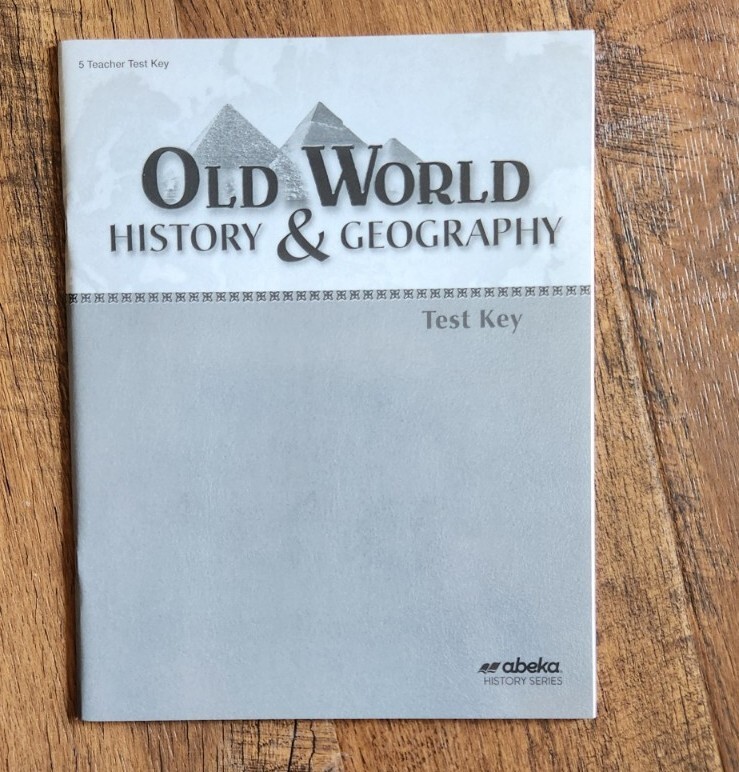 5 Teacher Test Key
OLD WORLD
HISTORY & GEOGRAPHY
Test Key
abeka
HISTORY SERIES